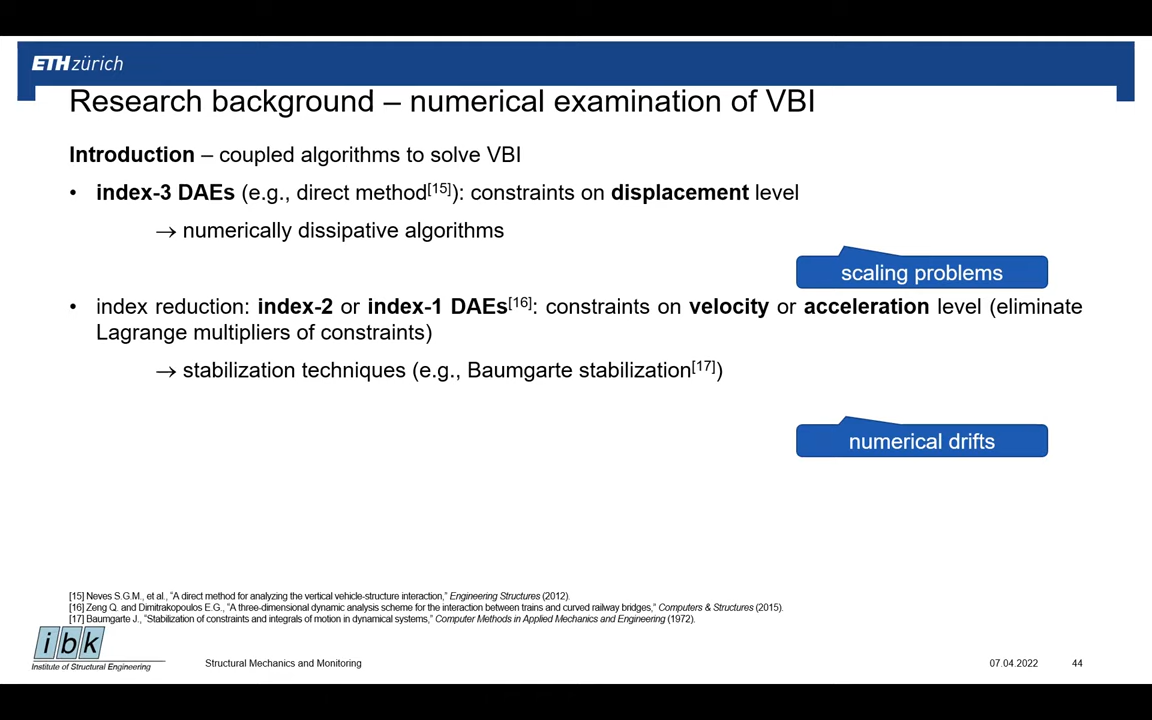 ETH zürich
Research background – numerical examination of VBI
Introduction – coupled algorithms to solve VBI
• index-3 DAEs (e.g., direct method[15]): constraints on displacement level
→ numerically dissipative algorithms
scaling problems
• index reduction: index-2 or index-1 DAEs[16]: constraints on velocity or acceleration level (eliminate
Lagrange multipliers of constraints)
→ stabilization techniques (e.g., Baumgarte stabilization[17])
numerical drifts
[15] Neves S.G.M., et al., “A direct method for analyzing the vertical vehicle-structure interaction,” Engineering Structures (2012).
[16] Zeng Q. and Dimitrakopoulos E.G., “A three-dimensional dynamic analysis scheme for the interaction between trains and curved railway bridges,” Computers & Structures (2015).
[17] Baumgarte J., “Stabilization of constraints and integrals of motion in dynamical systems,” Computer Methods in Applied Mechanics and Engineering (1972).
ibk
Institute of Structural Engineering
Structural Mechanics and Monitoring
07.04.2022
44